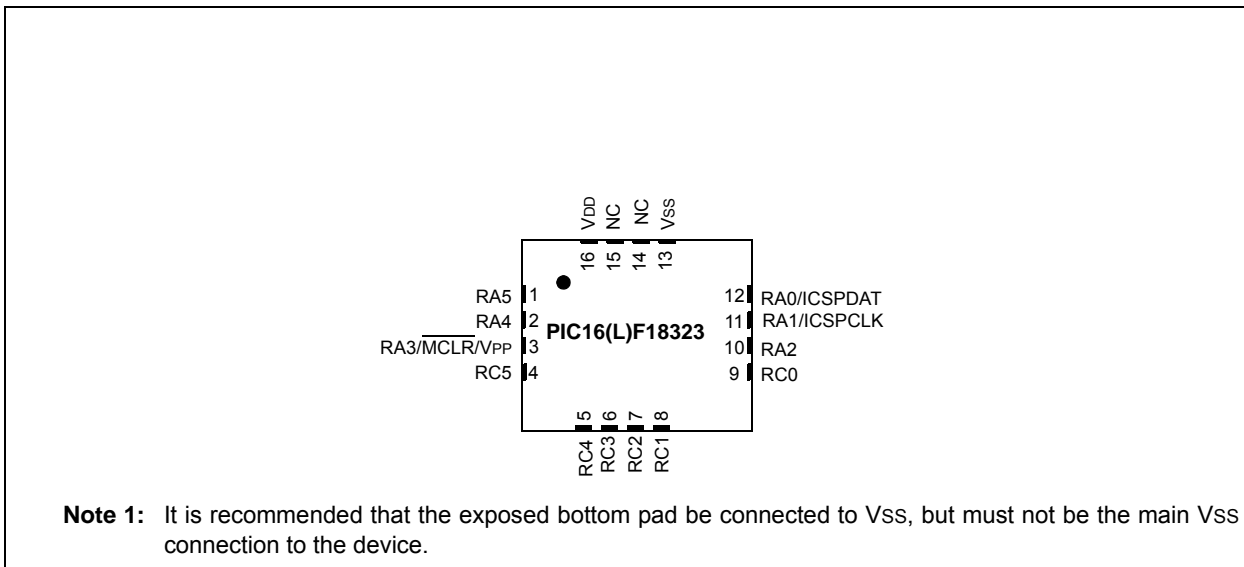 VDD
NC
NC
VSS
16
15
14
13
RA5 1
RA4 2
RA3/MCLR/VPP 3
RC5 4
PIC16(L)F18323
12 RA0/ICSPDAT
11 RA1/ICSPCLK
10 RA2
9 RC0
5
6
7
8
RC4
RC3
RC2
RC1
Note 1: It is recommended that the exposed bottom pad be connected to VSS, but must not be the main VSS
connection to the device.